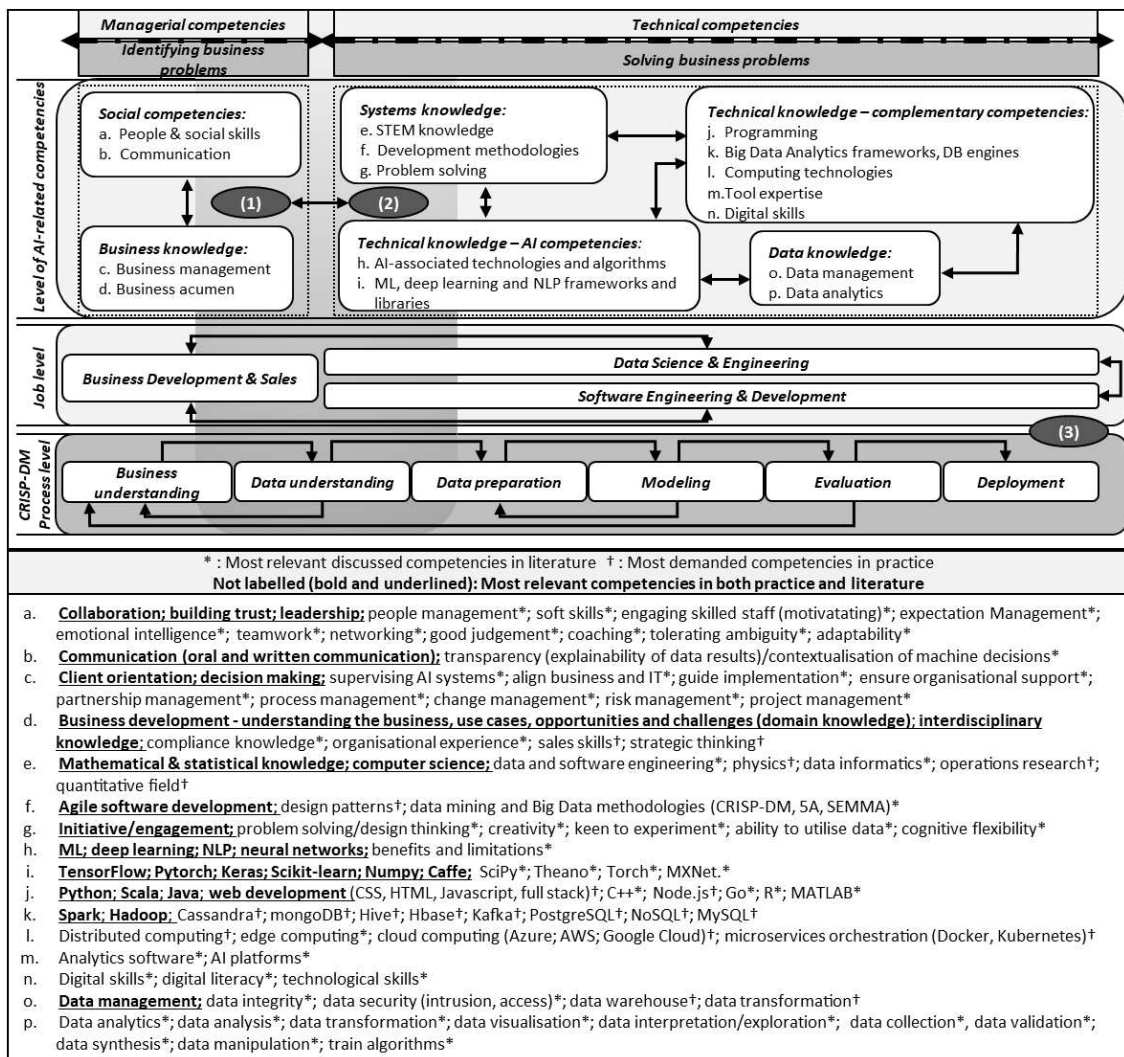 Managerial competencies
Technical competencies
Identifying business
problems
Solving business problems
Level of AI-related competencies
Social competencies:
a. People & social skills
b. Communication
Business knowledge:
c. Business management
d. Business acumen
(1)
(2)
Systems knowledge:
e. STEM knowledge
f. Development methodologies
g. Problem solving
Technical knowledge – AI competencies:
h. AI-associated technologies and algorithms
i. ML, deep learning and NLP frameworks and
libraries
Technical knowledge – complementary competencies:
j. Programming
k. Big Data Analytics frameworks, DB engines
l. Computing technologies
m.Tool expertise
n. Digital skills
Data knowledge:
o. Data management
p. Data analytics
Job level
Business Development & Sales
Data Science & Engineering
Software Engineering & Development
(3)
CRISP-DM
Process level
Business
understanding
Data understanding
Data preparation
Modeling
Evaluation
Deployment
* : Most relevant discussed competencies in literature † : Most demanded competencies in practice
Not labelled (bold and underlined): Most relevant competencies in both practice and literature
a. Collaboration; building trust; leadership; people management*; soft skills*; engaging skilled staff (motivatating)*; expectation Management*;
emotional intelligence*; teamwork*; networking*; good judgement*; coaching*; tolerating ambiguity*; adaptability*
b. Communication (oral and written communication); transparency (explainability of data results)/contextualisation of machine decisions*
c. Client orientation; decision making; supervising AI systems*; align business and IT*; guide implementation*; ensure organisational support*;
partnership management*; process management*; change management*; risk management*; project management*
d. Business development - understanding the business, use cases, opportunities and challenges (domain knowledge); interdisciplinary
knowledge; compliance knowledge*; organisational experience*; sales skills†; strategic thinking†
e. Mathematical & statistical knowledge; computer science; data and software engineering*; physics†; data informatics*; operations research†;
quantitative field†
f. Agile software development; design patterns†; data mining and Big Data methodologies (CRISP-DM, 5A, SEMMA)*
g. Initiative/engagement; problem solving/design thinking*; creativity*; keen to experiment*; ability to utilise data*; cognitive flexibility*
h. ML; deep learning; NLP; neural networks; benefits and limitations*
i. TensorFlow; Pytorch; Keras; Scikit-learn; Numpy; Caffe; SciPy*; Theano*; Torch*; MXNet.*
j. Python; Scala; Java; web development (CSS, HTML, Javascript, full stack)†; C++*; Node.js†; Go*; R*; MATLAB*
k. Spark; Hadoop; Cassandra†; mongoDB†; Hive†; Hbase†; Kafka†; PostgreSQL†; NoSQL†; MySQL†
l. Distributed computing†; edge computing*; cloud computing (Azure; AWS; Google Cloud)†; microservices orchestration (Docker, Kubernetes)†
m. Analytics software*; AI platforms*
n. Digital skills*; digital literacy*; technological skills*
o. Data management; data integrity*; data security (intrusion, access)*; data warehouse†; data transformation†
p. Data analytics*; data analysis*; data transformation*; data visualisation*; data interpretation/exploration*; data collection*, data validation*;
data synthesis*; data manipulation*; train algorithms*